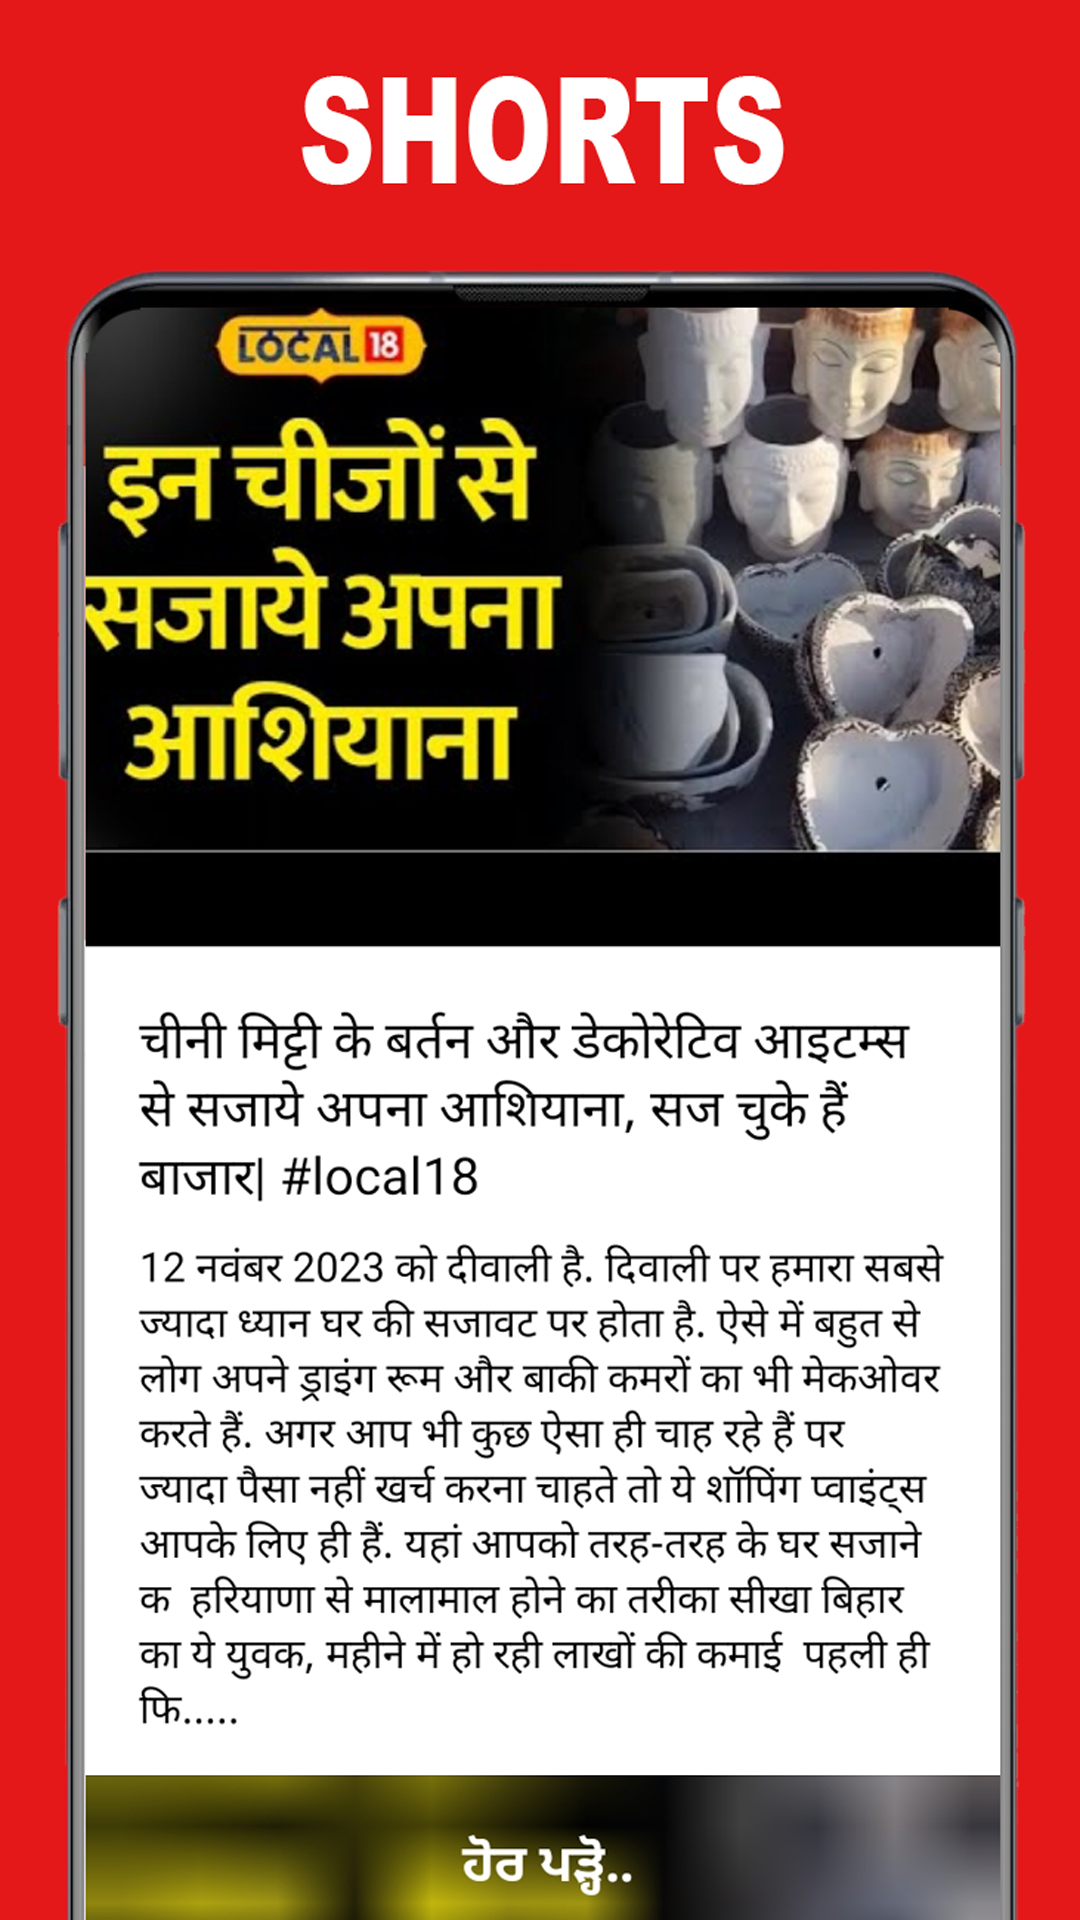 SHORTS
LOCAL 18
इन चीजों से
सजाये अपना
आशियाना
चीनी मिट्टी के बर्तन और डेकोरेटिव आइटम्स
से सजाये अपना आशियाना, सज चुके हैं
बाजार| #local18
12 नवंबर 2023 को दीवाली है. दिवाली पर हमारा सबसे
ज्यादा ध्यान घर की सजावट पर होता है. ऐसे में बहुत से
लोग अपने ड्राइंग रूम और बाकी कमरों का भी मेकओवर
करते हैं. अगर आप भी कुछ ऐसा ही चाह रहे हैं पर
ज्यादा पैसा नहीं खर्च करना चाहते तो ये शॉपिंग प्वाइंट्स
आपके लिए ही हैं. यहां आपको तरह-तरह के घर सजाने
क  हरियाणा से मालामाल होने का तरीका सीखा बिहार
का ये युवक, महीने में हो रही लाखों की कमाई  पहली ही
फि.....
ਹੋਰ ਪੜ੍ਹੋ..